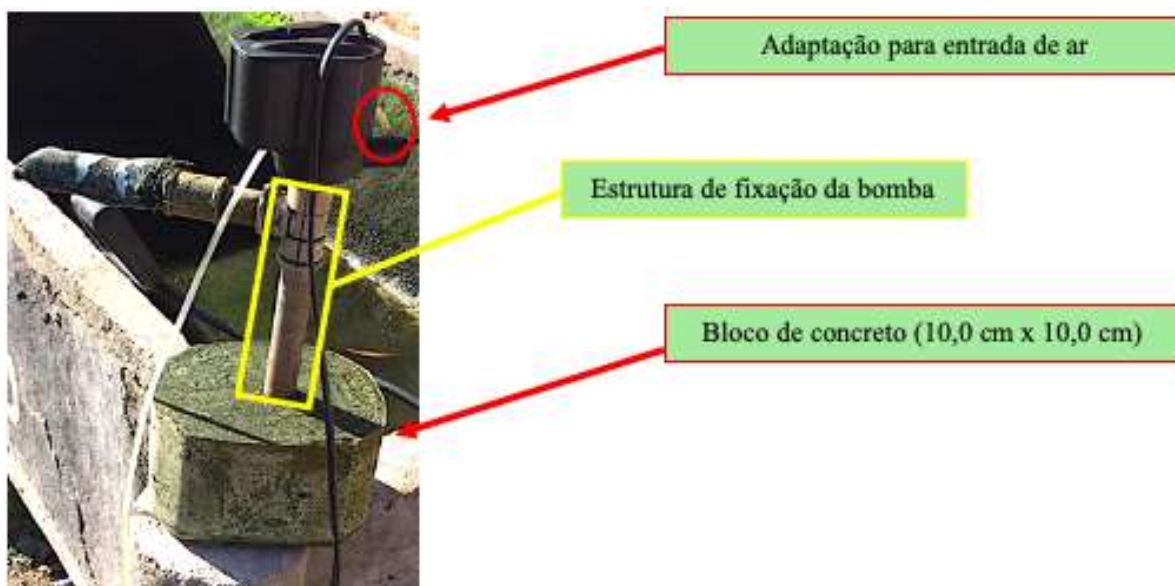 Adaptação para entrada de ar
Estrutura de fixação da bomba
Bloco de concreto (10,0 cm x 10,0 cm)